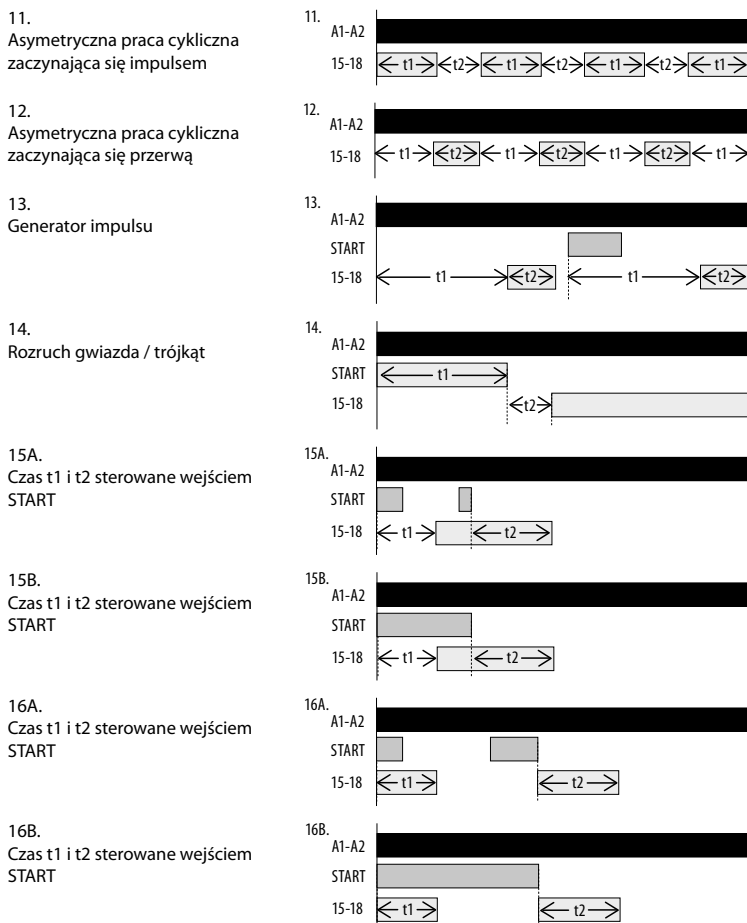 11.
Asymetryczna praca cykliczna
zaczynająca się impulsem
11.
A1-A2
15-18
t1 t2 t1 t2 t1 t2 t1
12.
Asymetryczna praca cykliczna
zaczynająca się przerwą
12.
A1-A2
15-18
t1 t2 t1 t2 t1 t2 t1
13.
Generator impulsu
13.
A1-A2
START
15-18
t1 t2 t1 t2
14.
Rozruch gwiazda / trójkąt
14.
A1-A2
START
t1
15-18
t2
15A.
Czas t1 i t2 sterowane wejściem
START
15A.
A1-A2
START
15-18
t1 t2
15B.
Czas t1 i t2 sterowane wejściem
START
15B.
A1-A2
START
15-18
t1 t2
16A.
Czas t1 i t2 sterowane wejściem
START
16A.
A1-A2
START
15-18
t1 t2
16B.
Czas t1 i t2 sterowane wejściem
START
16B.
A1-A2
START
15-18
t1 t2